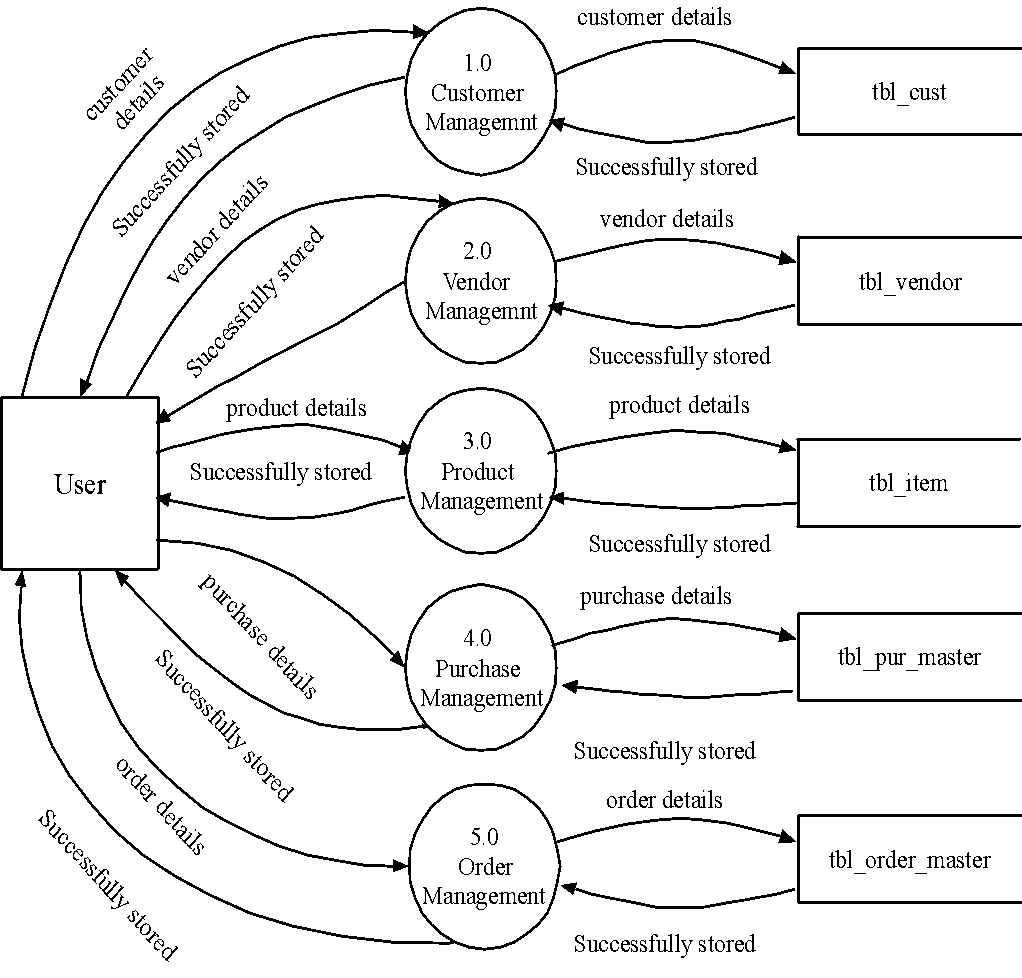 customer details
1.0
Customer
Managemnt
customer
details
tbl_cust
Successfully stored
Successfully stored
vendor details
vendor details
2.0
Vendor
Managemnt
tbl_vendor
Successfully stored
Successfully stored
product details
product details
3.0
Product
Management
Successfully stored
User
tbl_item
Successfully stored
purchase details
purchase details
4.0
Purchase
Management
tbl_pur_master
Successfully stored
Successfully stored
order details
order details
5.0
Order
Management
tbl_order_master
Successfully stored
Successfully stored